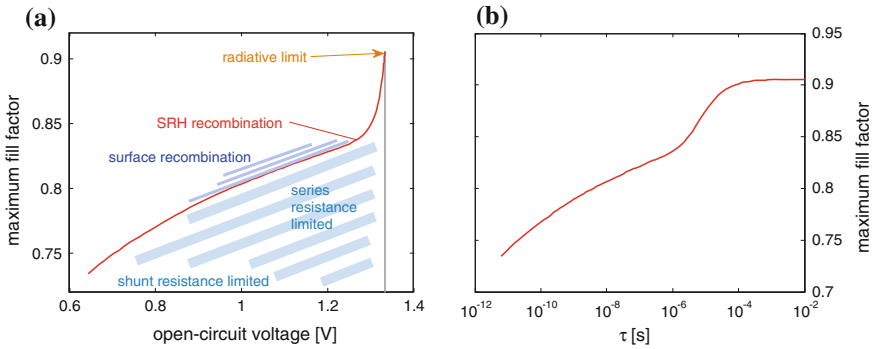 (a)
maximum fill factor
0.9
0.85
0.8
0.75
0.6
0.8
1
1.2
1.4
open-circuit voltage [V]
radiative limit
SRH recombination
surface recombination
series
resistance
limited
shunt resistance limited
(b)
0.95
0.9
0.85
0.8
0.75
0.7
maximum fill factor
10⁻¹²
10⁻¹⁰
10⁻⁸
10⁻⁶
10⁻⁴
10⁻²
τ [s]